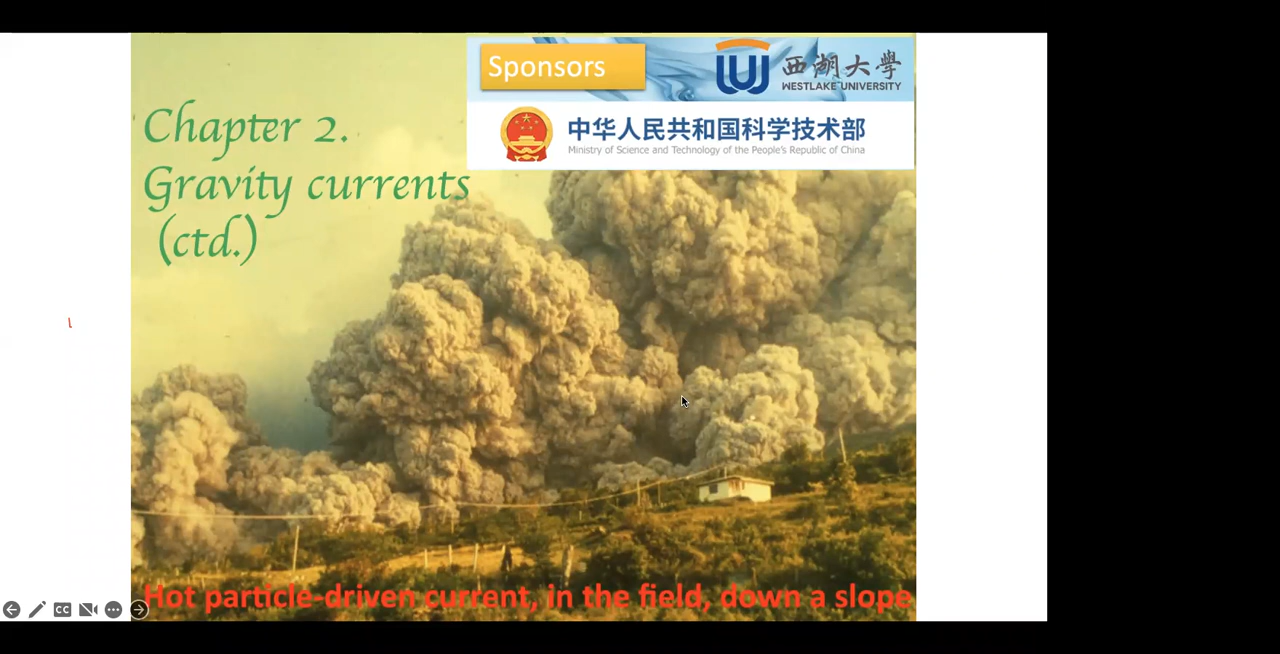 Sponsors
西湖大學
WESTLAKE UNIVERSITY
中华人民共和国科学技术部
Ministry of Science and Technology of the People's Republic of China
Chapter 2.
Gravity currents
(ctd.)
Hot particle-driven current, in the field, down a slope
CC